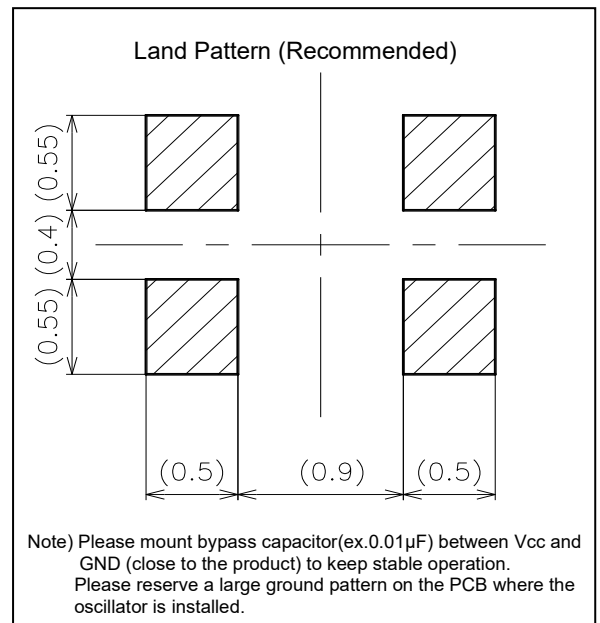 Land Pattern (Recommended)
(0.55)
(0.4)
(0.55)
(0.5)
(0.9)
(0.5)
Note) Please mount bypass capacitor(ex.0.01µF) between Vcc and
GND (close to the product) to keep stable operation.
Please reserve a large ground pattern on the PCB where the
oscillator is installed.